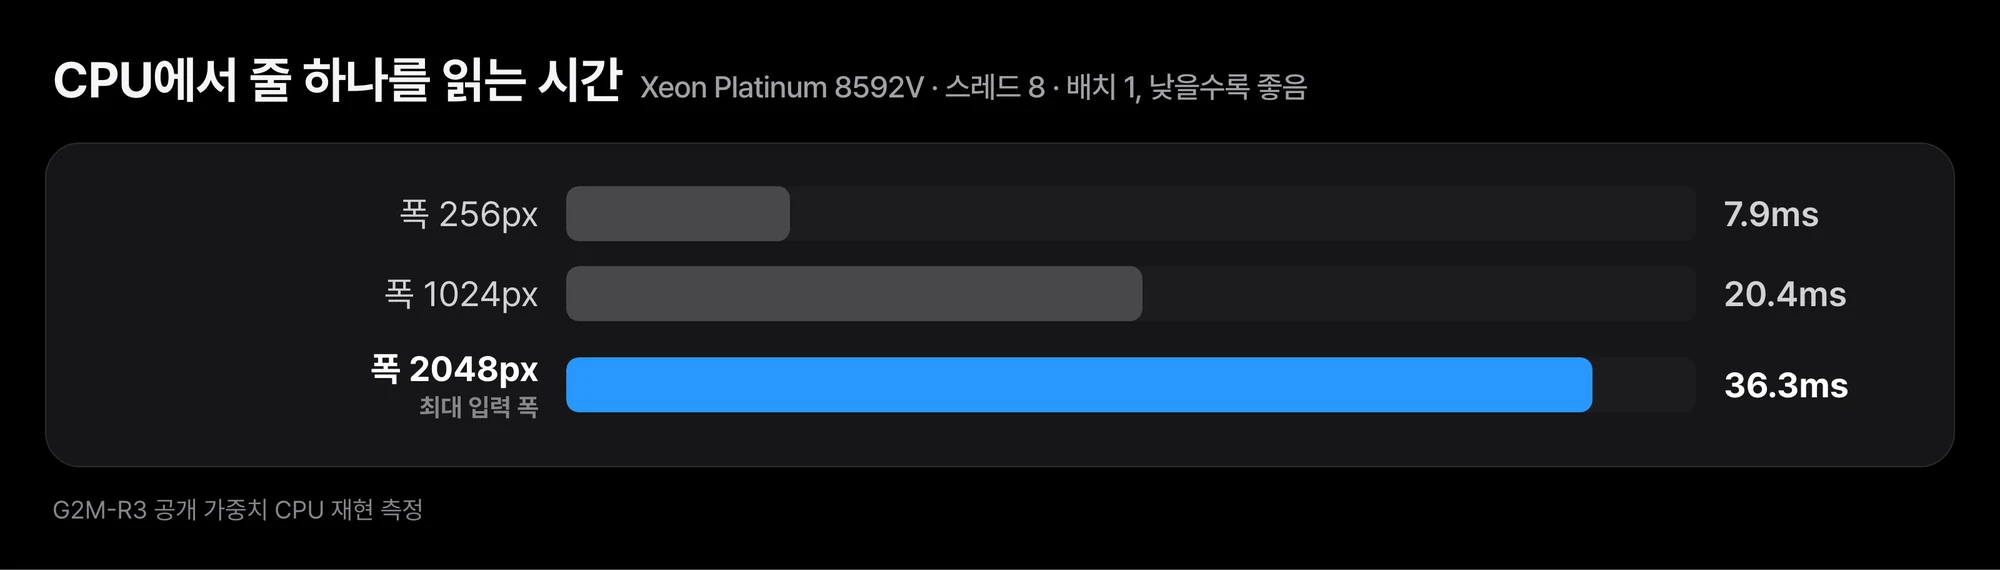 CPU에서 줄 하나를 읽는 시간 Xeon Platinum 8592V · 스레드 8 · 배치 1, 낮을수록 좋음
폭 256px 7.9ms
폭 1024px 20.4ms
폭 2048px 36.3ms
최대 입력 폭
G2M-R3 공개 가중치 CPU 재현 측정